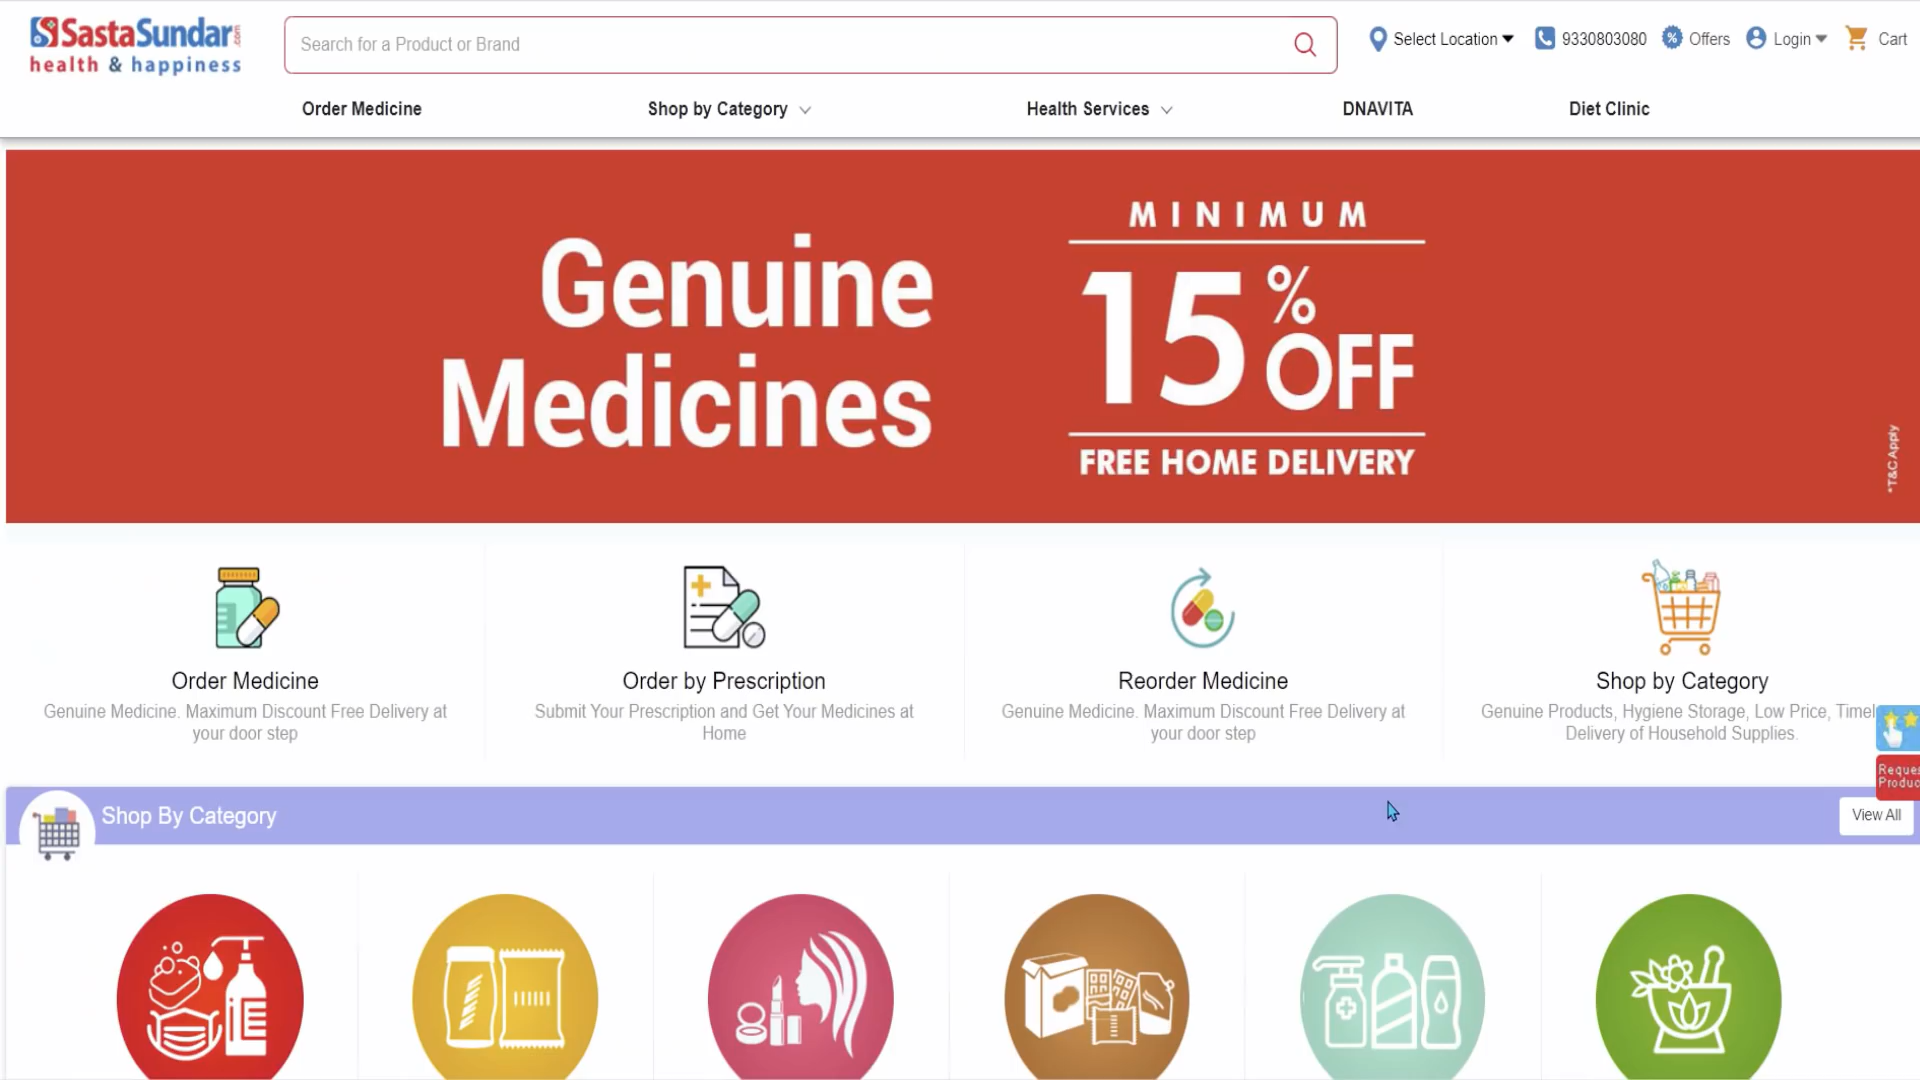 SastaSundar.com
health & happiness
Search for a Product or Brand
Select Location
9330803080
Offers
Login
Cart
Order Medicine
Shop by Category
Health Services
DNAVITA
Diet Clinic
Genuine
Medicines
MINIMUM
15% OFF
FREE HOME DELIVERY
*T&C Apply
Order Medicine
Genuine Medicine. Maximum Discount Free Delivery at
your door step
Order by Prescription
Submit Your Prescription and Get Your Medicines at
Home
Reorder Medicine
Genuine Medicine. Maximum Discount Free Delivery at
your door step
Shop by Category
Genuine Products, Hygiene Storage, Low Price, Timel
Delivery of Household Supplies.
Reques
Produc
Shop By Category
View All